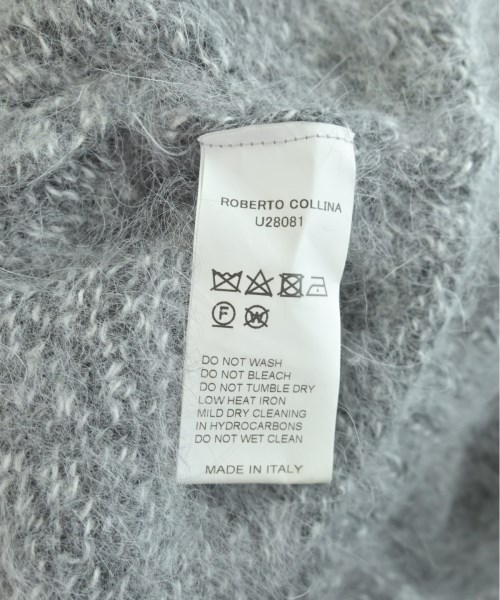 ROBERTO COLLINA
U28081
F W
DO NOT WASH
DO NOT BLEACH
DO NOT TUMBLE DRY
LOW HEAT IRON
MILD DRY CLEANING
IN HYDROCARBONS
DO NOT WET CLEAN
MADE IN ITALY